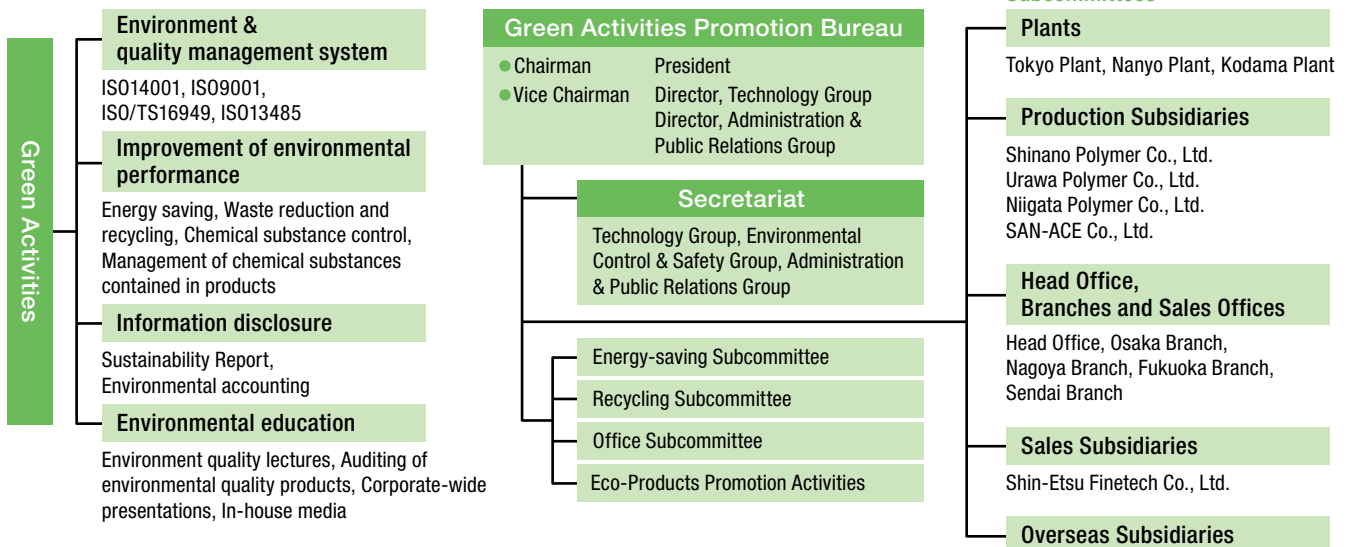 Green Activities
Environment &
quality management system
ISO14001, ISO9001,
ISO/TS16949, ISO13485
Improvement of environmental
performance
Energy saving, Waste reduction and
recycling, Chemical substance control,
Management of chemical substances
contained in products
Information disclosure
Sustainability Report,
Environmental accounting
Environmental education
Environment quality lectures, Auditing of
environmental quality products, Corporate-wide
presentations, In-house media
Green Activities Promotion Bureau
Chairman President
Vice Chairman Director, Technology Group
Director, Administration &
Public Relations Group
Secretariat
Technology Group, Environmental
Control & Safety Group, Administration
& Public Relations Group
Energy-saving Subcommittee
Recycling Subcommittee
Office Subcommittee
Eco-Products Promotion Activities
Plants
Tokyo Plant, Nanyo Plant, Kodama Plant
Production Subsidiaries
Shinano Polymer Co., Ltd.
Urawa Polymer Co., Ltd.
Niigata Polymer Co., Ltd.
SAN-ACE Co., Ltd.
Head Office,
Branches and Sales Offices
Head Office, Osaka Branch,
Nagoya Branch, Fukuoka Branch,
Sendai Branch
Sales Subsidiaries
Shin-Etsu Finetech Co., Ltd.
Overseas Subsidiaries